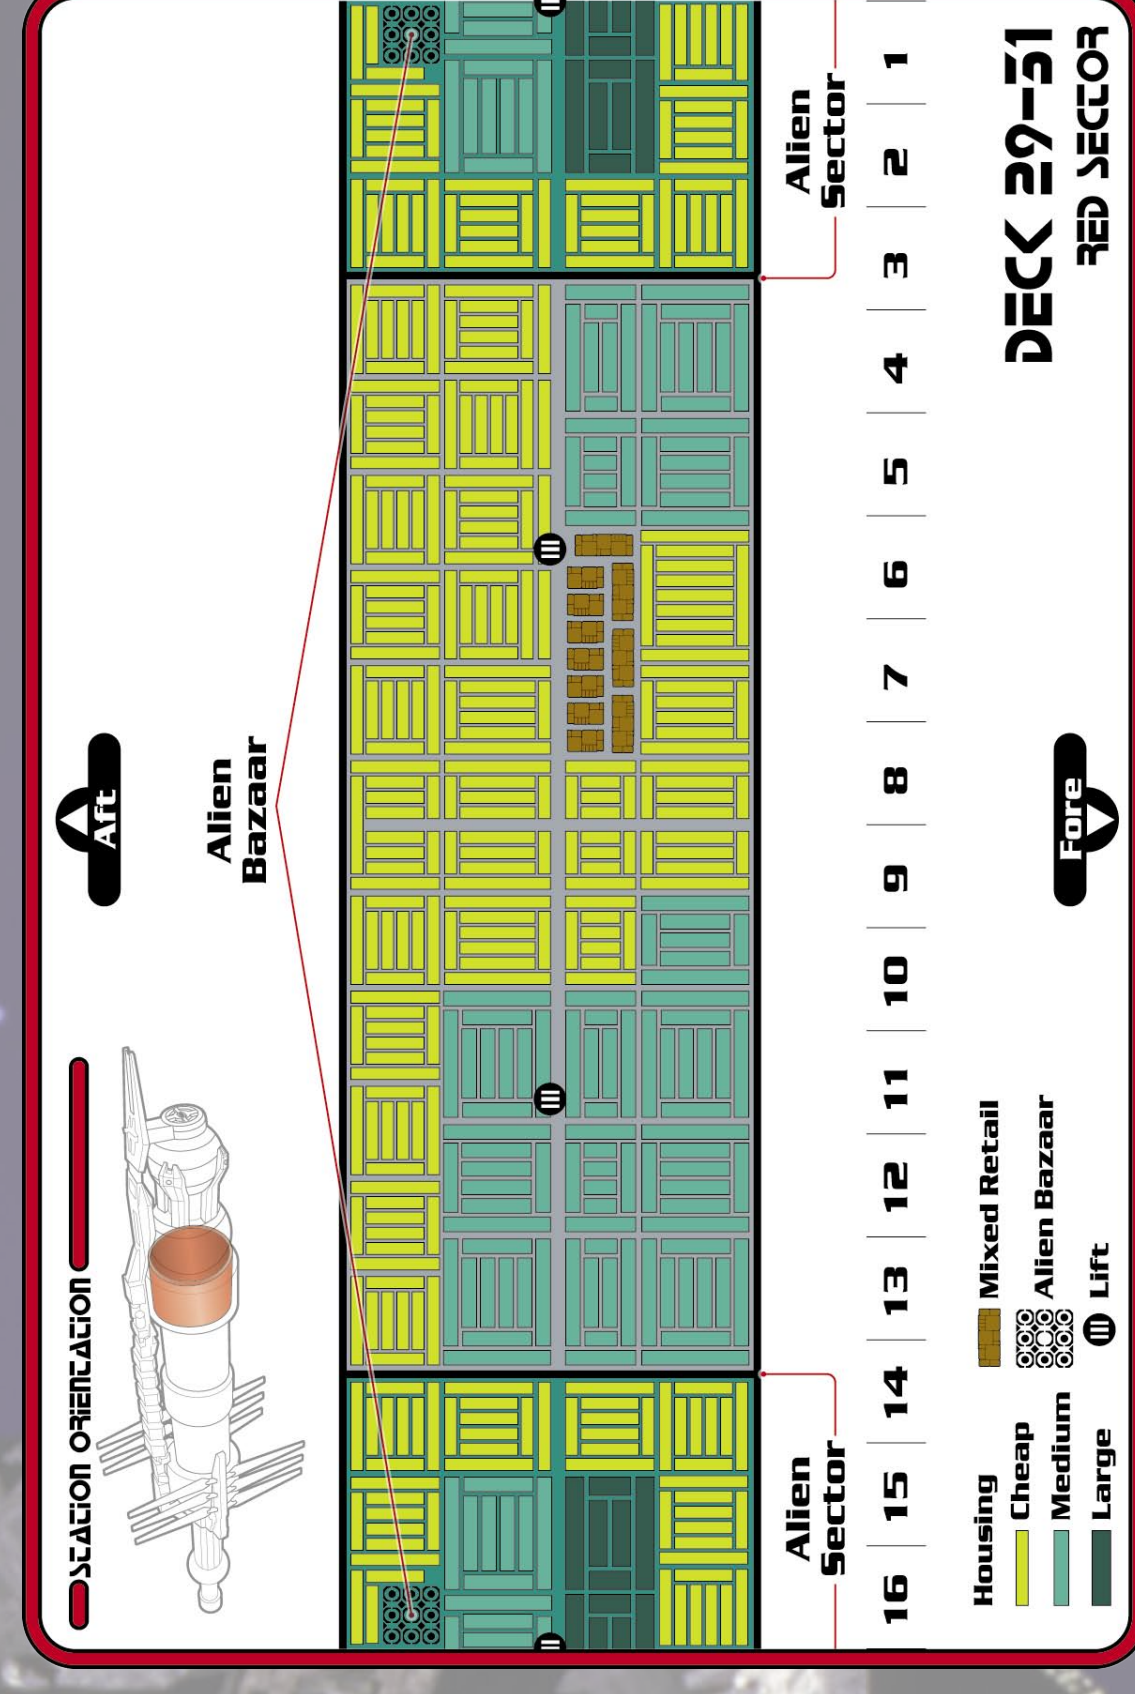 STATION ORIENTATION
Aft
Alien
Bazaar
Alien
Sector
Alien
Sector
16
15
14
13
12
11
10
9
8
7
6
5
4
3
2
1
Housing
Cheap
Medium
Large
Mixed Retail
Alien Bazaar
Lift
Fore
DECK 29-31
RED SECTOR